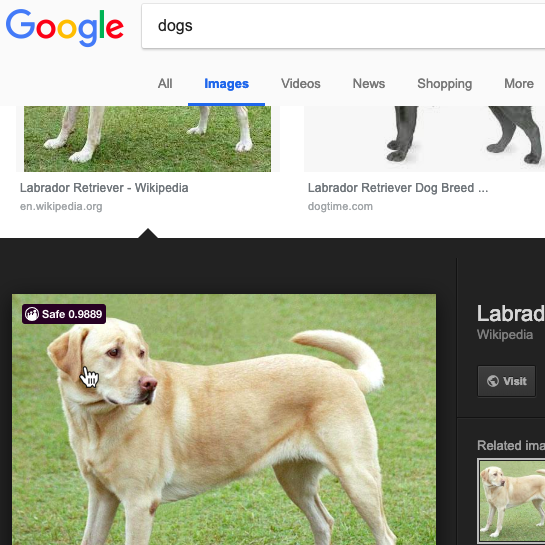 Google
dogs
All Images Videos News Shopping More
Labrador Retriever - Wikipedia
en.wikipedia.org
Labrador Retriever Dog Breed ...
dogtime.com
Safe 0.9889
Labrad
Wikipedia
Visit
Related ima